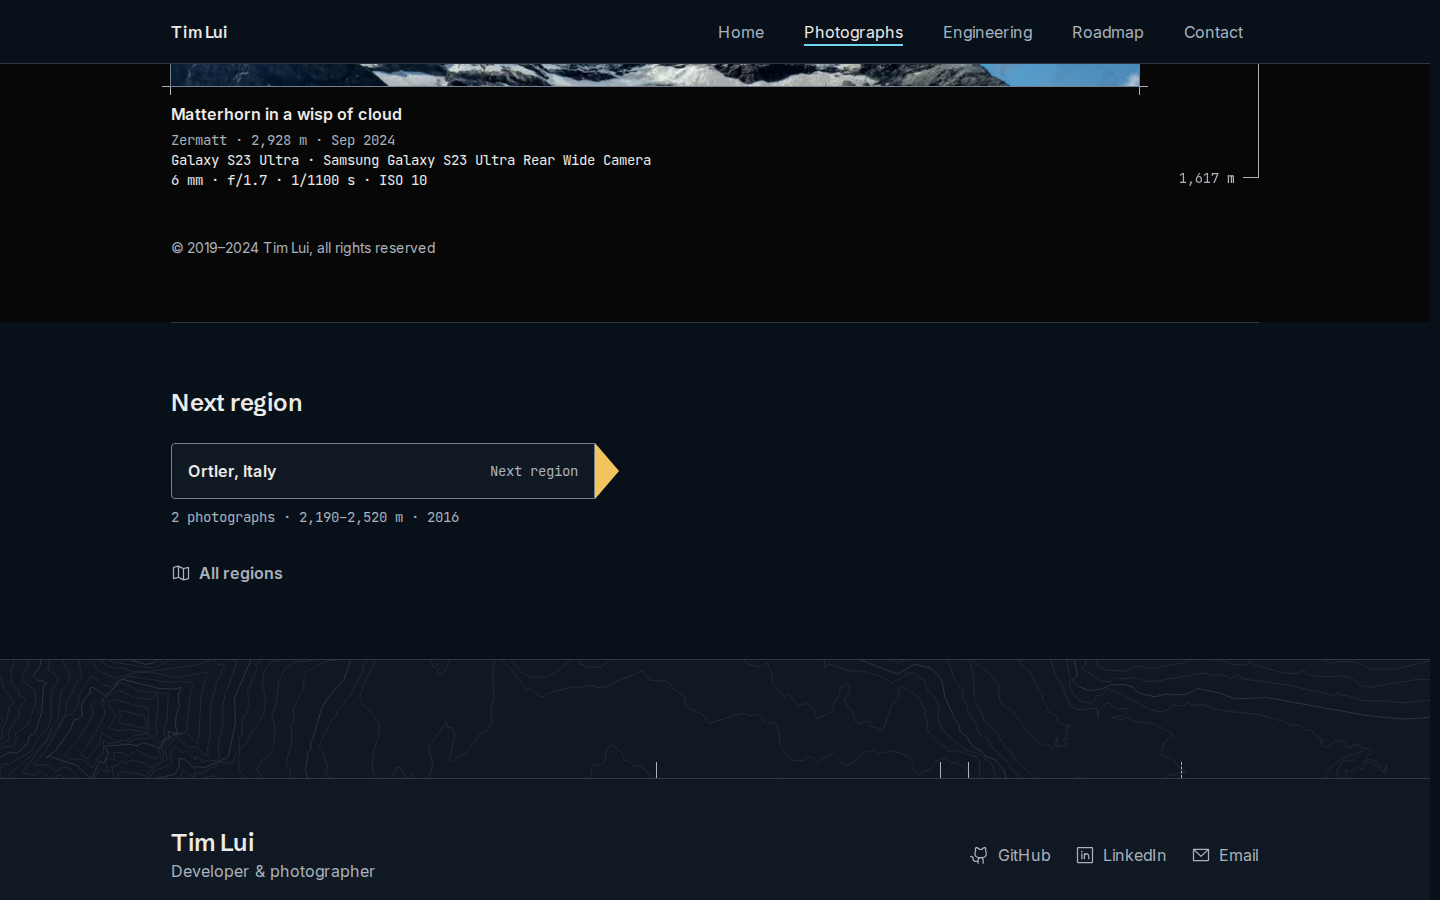 Tim Lui
Home Photographs Engineering Roadmap Contact
Matterhorn in a wisp of cloud
Zermatt · 2,928 m · Sep 2024
Galaxy S23 Ultra · Samsung Galaxy S23 Ultra Rear Wide Camera
6 mm · f/1.7 · 1/1100 s · ISO 10
1,617 m
© 2019–2024 Tim Lui, all rights reserved
Next region
Ortler, Italy Next region
2 photographs · 2,190–2,520 m · 2016
All regions
Tim Lui
Developer & photographer
GitHub LinkedIn Email